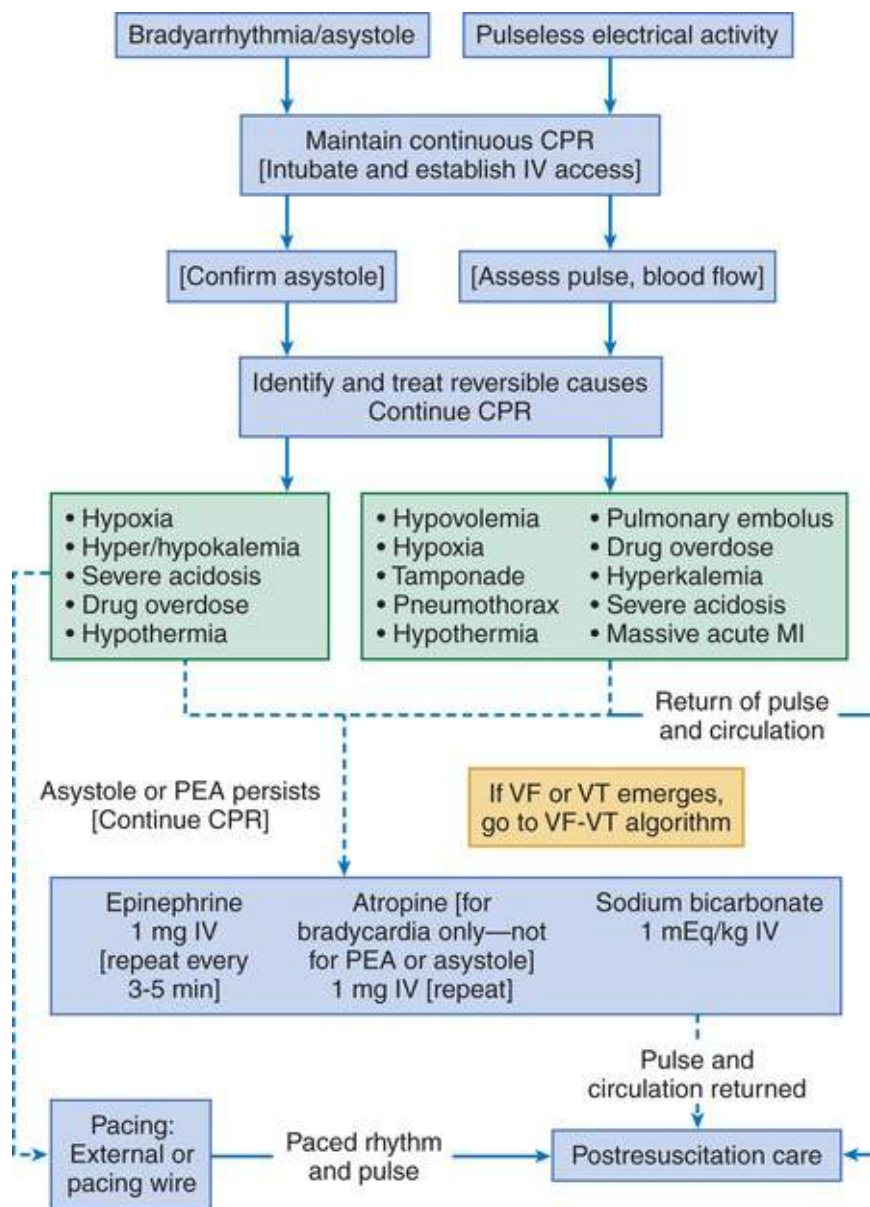 Bradyarrhythmia/asystole
Pulseless electrical activity
Maintain continuous CPR
[Intubate and establish IV access]
[Confirm asystole]
[Assess pulse, blood flow]
Identify and treat reversible causes
Continue CPR
• Hypoxia
• Hyper/hypokalemia
• Severe acidosis
• Drug overdose
• Hypothermia
• Hypovolemia
• Hypoxia
• Tamponade
• Pneumothorax
• Hypothermia
• Pulmonary embolus
• Drug overdose
• Hyperkalemia
• Severe acidosis
• Massive acute MI
Return of pulse
and circulation
Asystole or PEA persists
[Continue CPR]
If VF or VT emerges,
go to VF-VT algorithm
Epinephrine
1 mg IV
[repeat every
3-5 min]
Atropine [for
bradycardia only—not
for PEA or asystole]
1 mg IV [repeat]
Sodium bicarbonate
1 mEq/kg IV
Pulse and
circulation returned
Pacing:
External or
pacing wire
Paced rhythm
and pulse
Postresuscitation care